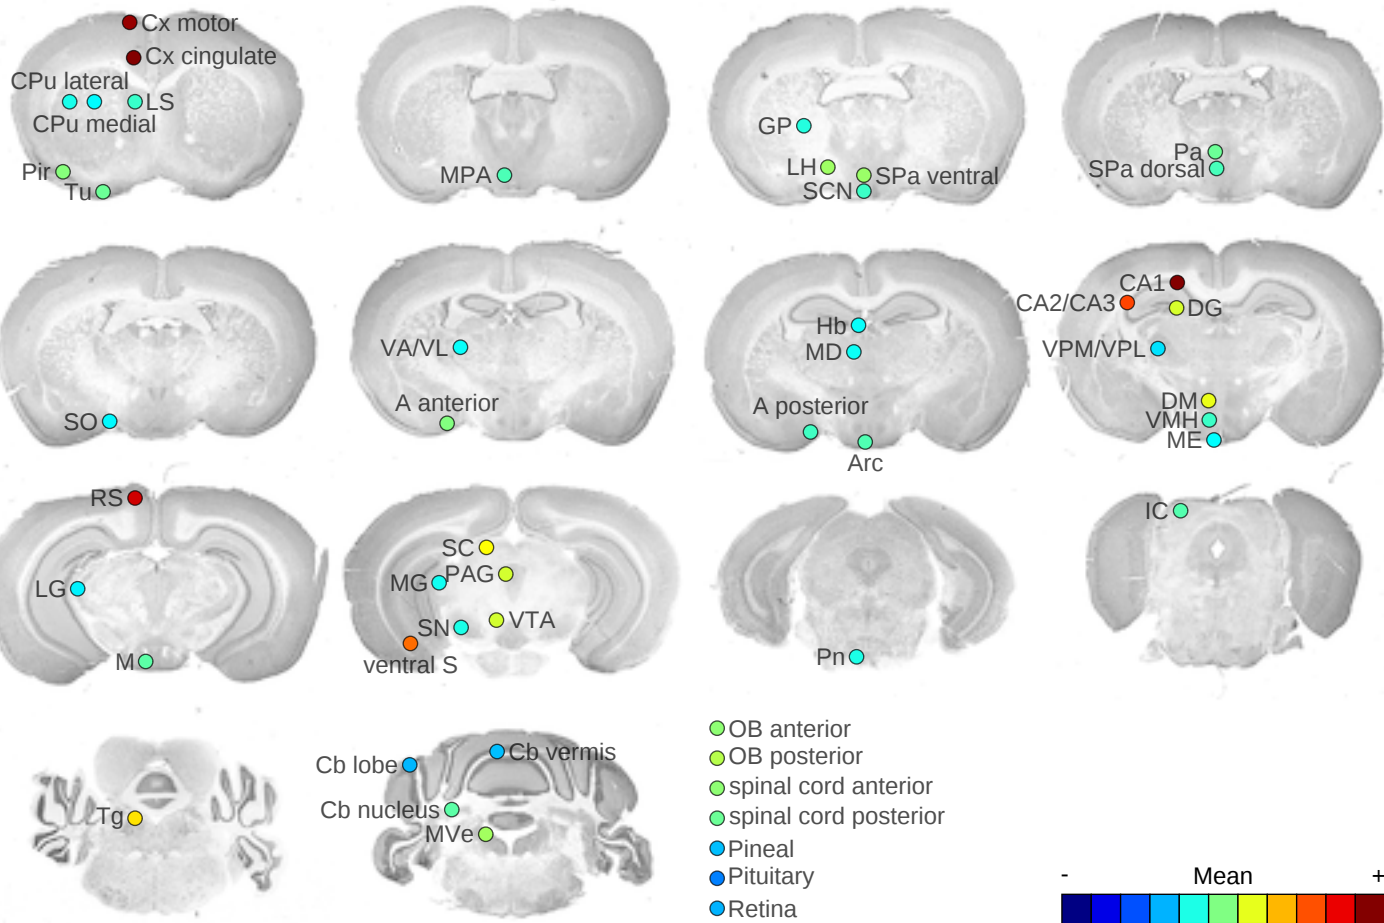 Cx motor
Cx cingulate
CPu lateral
LS
CPu medial
Pir
Tu
MPA
GP
LH
SPa ventral
SCN
Pa
SPa dorsal
SO
VA/VL
A anterior
Hb
MD
A posterior
Arc
CA1
CA2/CA3
DG
VPM/VPL
DM
VMH
ME
RS
LG
M
SC
PAG
MG
SN
VTA
ventral S
Pn
IC
Tg
Cb vermis
Cb lobe
Cb nucleus
MVe
OB anterior
OB posterior
spinal cord anterior
spinal cord posterior
Pineal
Pituitary
Retina
- Mean +